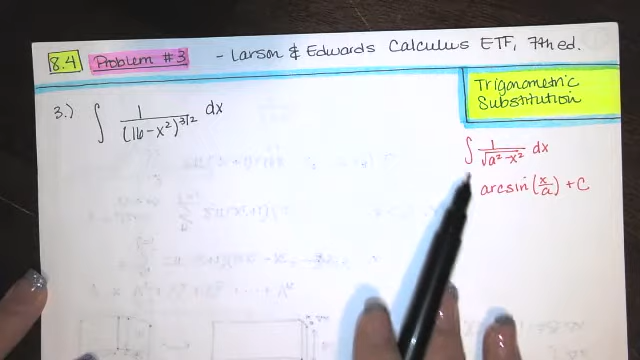 8.4 Problem #3 - Larson & Edwards Calculus ETF, 7th ed.
Trigonometric
Substitution
3.) ∫ 1/(16-x²)^(3/2) dx
∫ 1/√(a²-x²) dx
arcsin(x/a) + C